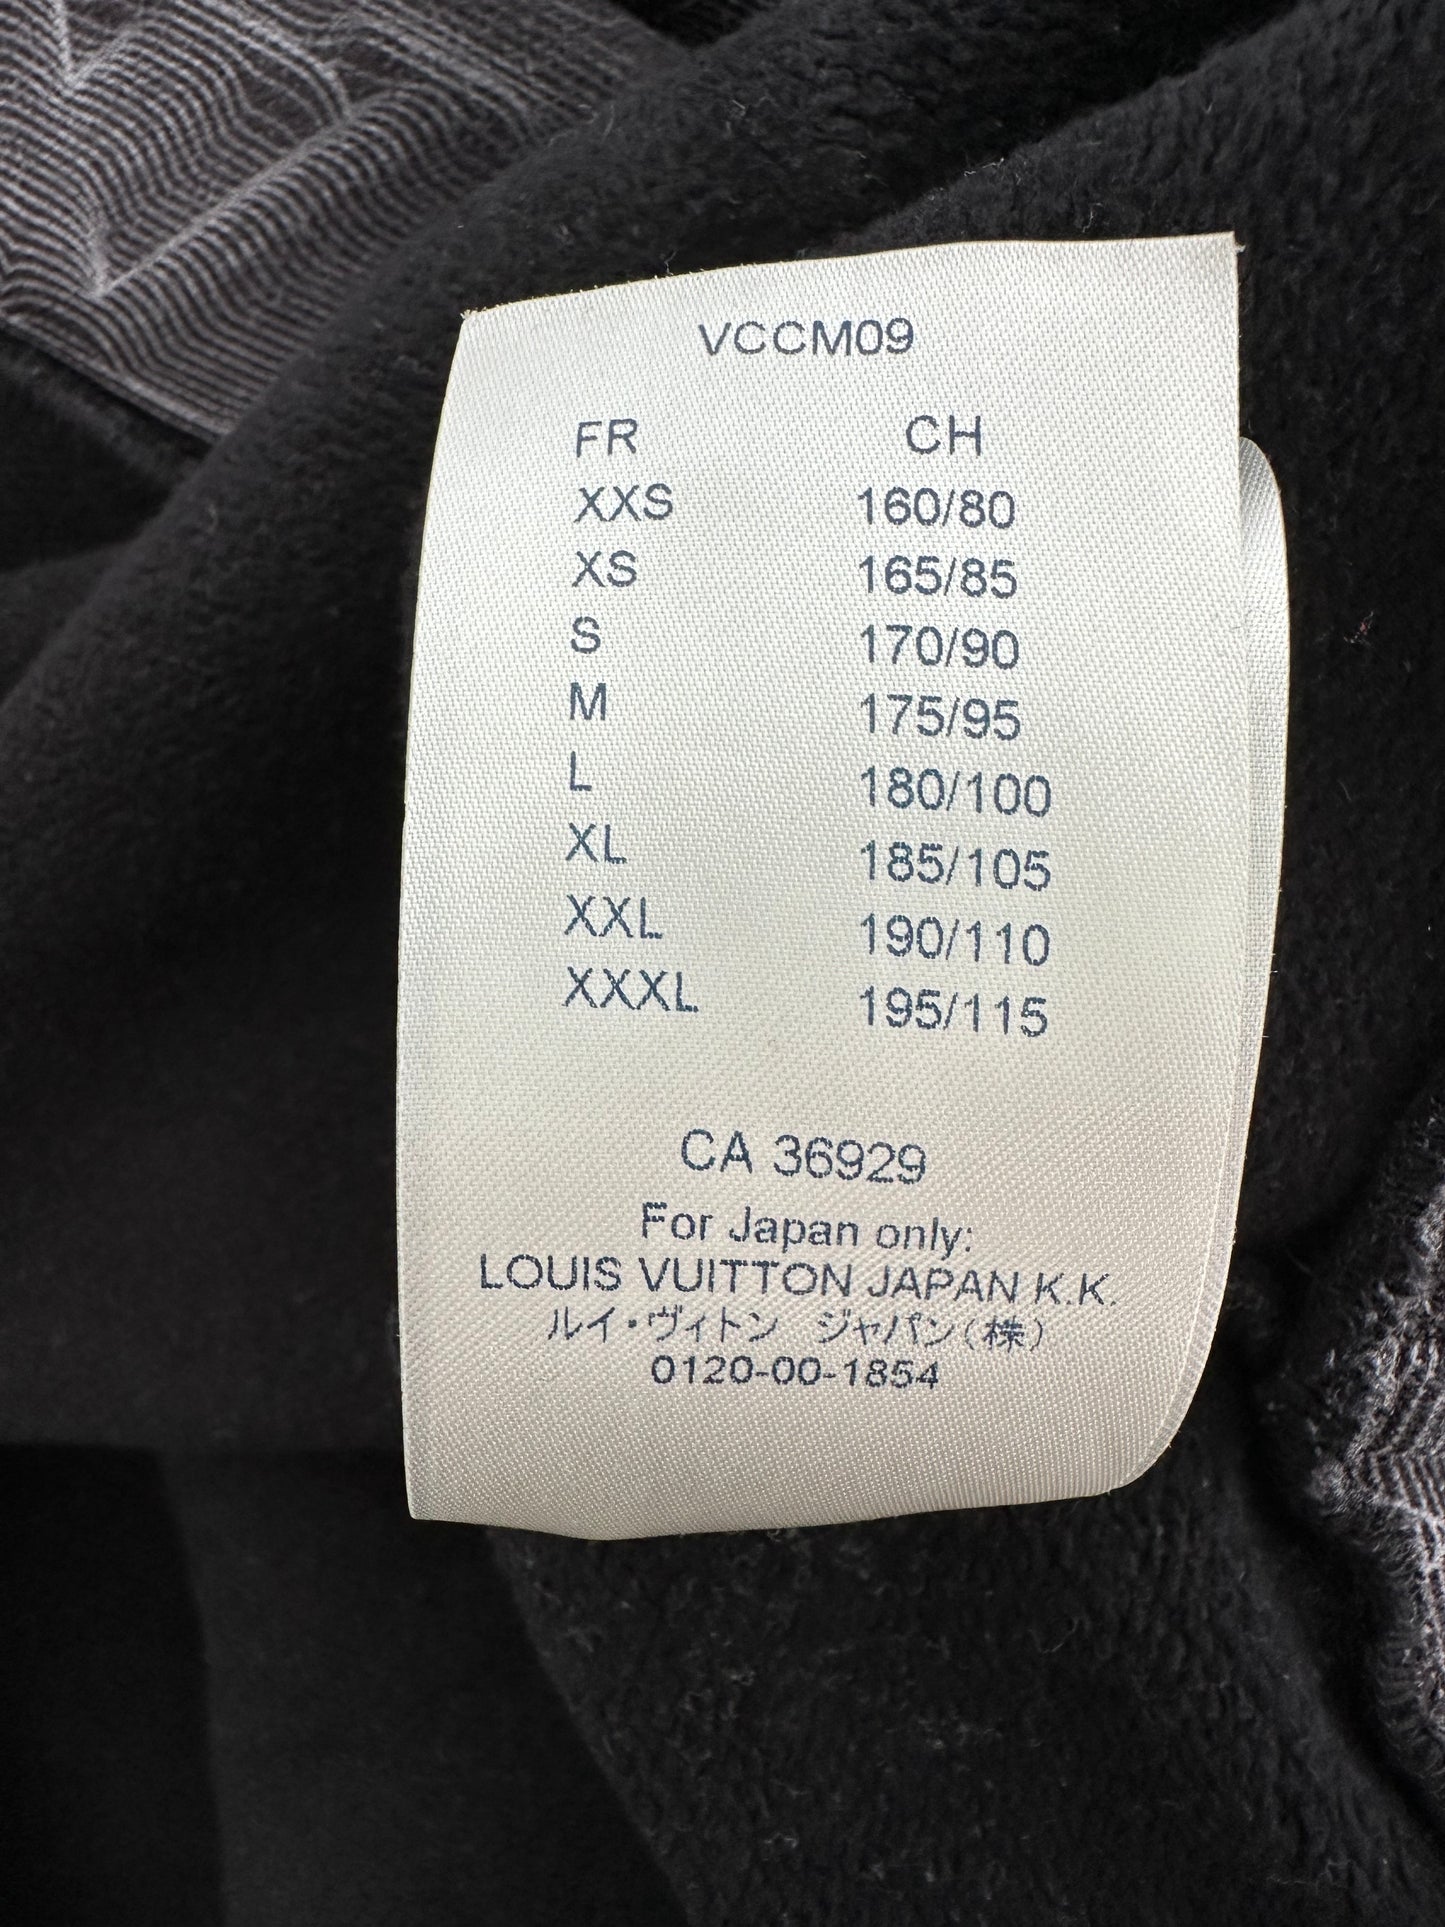 VCCM09
FR CH
XXS 160/80
XS 165/85
S 170/90
M 175/95
L 180/100
XL 185/105
XXL 190/110
XXXL 195/115
CA 36929
For Japan only:
LOUIS VUITTON JAPAN K.K.
ルイ・ヴィトン ジャパン(株)
0120-00-1854